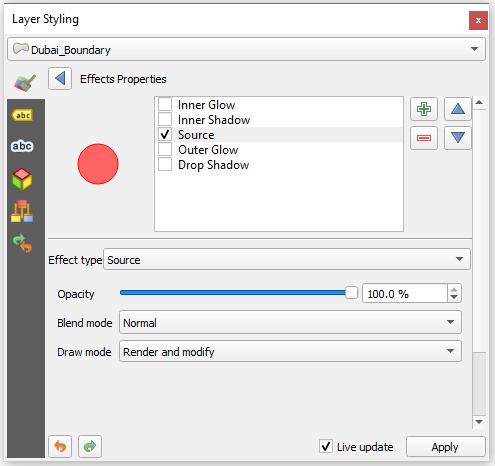 Layer Styling
x
Dubai_Boundary
Effects Properties
abc
abc
Inner Glow
Inner Shadow
Source
Outer Glow
Drop Shadow
Effect type Source
Opacity 100.0 %
Blend mode Normal
Draw mode Render and modify
Live update Apply